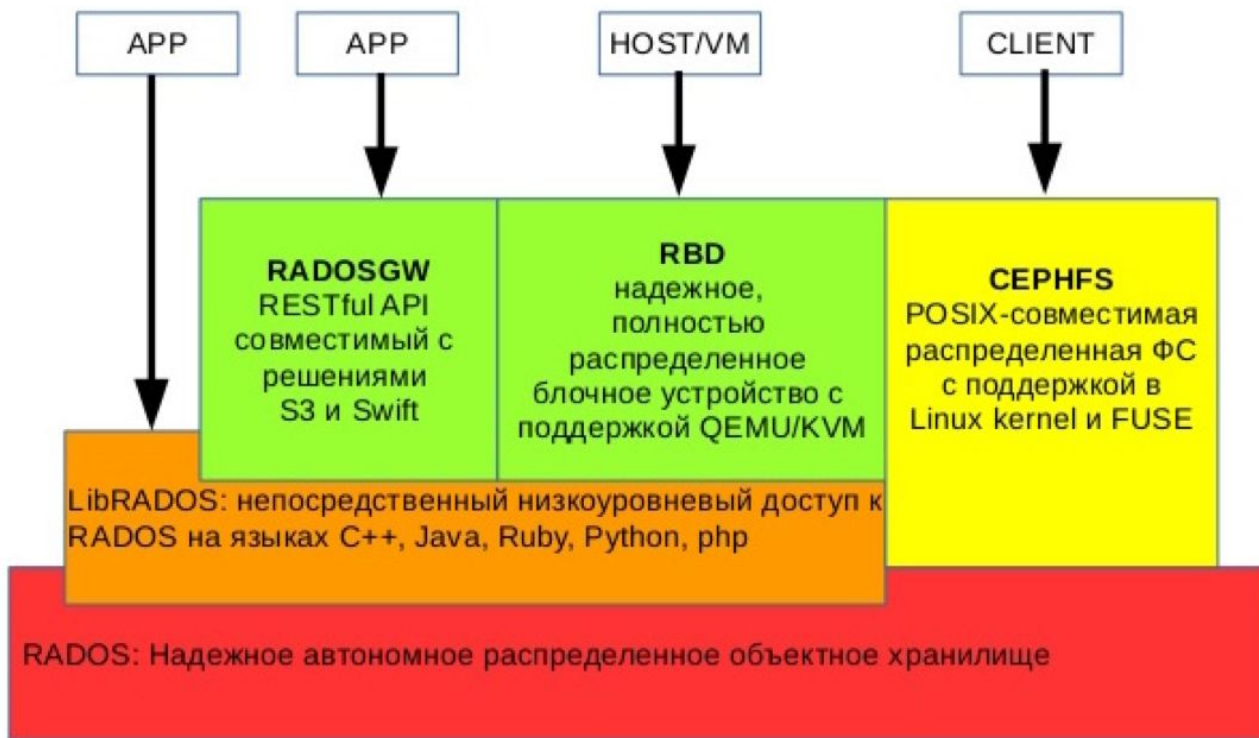 APP
APP
HOST/VM
CLIENT
RADOSGW
RESTful API
совместимый с
решениями
S3 и Swift
RBD
надежное,
полностью
распределенное
блочное устройство с
поддержкой QEMU/KVM
CEPHFS
POSIX-совместимая
распределенная ФС
с поддержкой в
Linux kernel и FUSE
LibRADOS: непосредственный низкоуровневый доступ к
RADOS на языках C++, Java, Ruby, Python, php
RADOS: Надежное автономное распределенное объектное хранилище